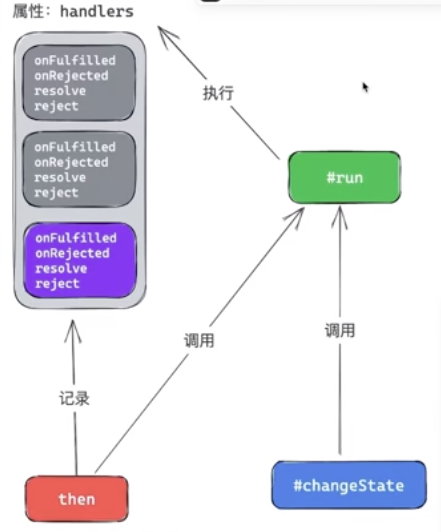 属性：handlers
onFulfilled
onRejected
resolve
reject
执行
onFulfilled
onRejected
resolve
reject
#run
onFulfilled
onRejected
resolve
reject
调用
调用
记录
then
#changeState